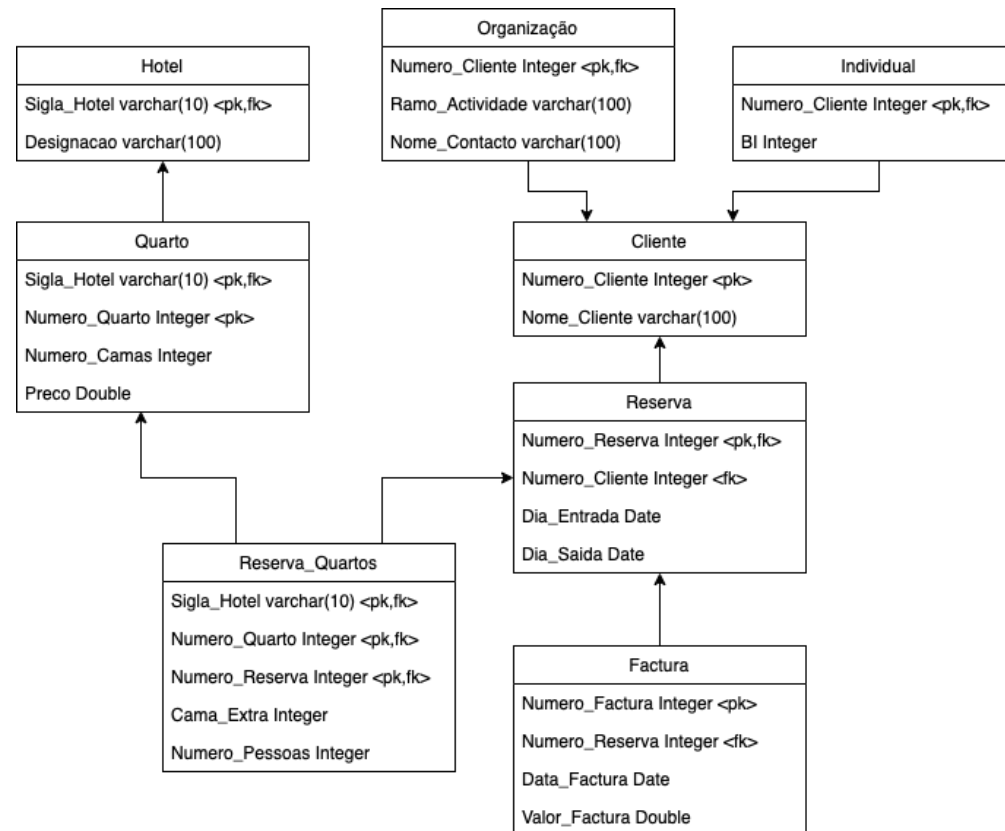 Organização
Numero_Cliente Integer <pk,fk>
Ramo_Actividade varchar(100)
Nome_Contacto varchar(100)
Hotel
Sigla_Hotel varchar(10) <pk,fk>
Designacao varchar(100)
Individual
Numero_Cliente Integer <pk,fk>
BI Integer
Quarto
Sigla_Hotel varchar(10) <pk,fk>
Numero_Quarto Integer <pk>
Numero_Camas Integer
Preco Double
Cliente
Numero_Cliente Integer <pk>
Nome_Cliente varchar(100)
Reserva
Numero_Reserva Integer <pk,fk>
Numero_Cliente Integer <fk>
Dia_Entrada Date
Dia_Saida Date
Reserva_Quartos
Sigla_Hotel varchar(10) <pk,fk>
Numero_Quarto Integer <pk,fk>
Numero_Reserva Integer <pk,fk>
Cama_Extra Integer
Numero_Pessoas Integer
Factura
Numero_Factura Integer <pk>
Numero_Reserva Integer <fk>
Data_Factura Date
Valor_Factura Double